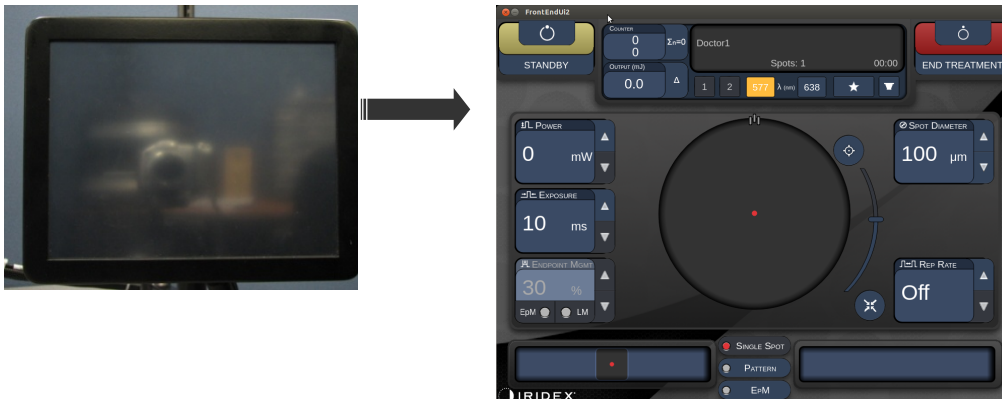 FrontEndUi2
STANDBY
COUNTER
0
0
Σn=0
OUTPUT (mJ)
0.0
Δ
Doctor1
Spots: 1 00:00
1 2 577 λ (nm) 638
END TREATMENT
POWER
0 mW
EXPOSURE
10 ms
ENDPOINT MGMT
30 %
EpM LM
SPOT DIAMETER
100 µm
REP RATE
Off
SINGLE SPOT
PATTERN
EPM
IRIDEX